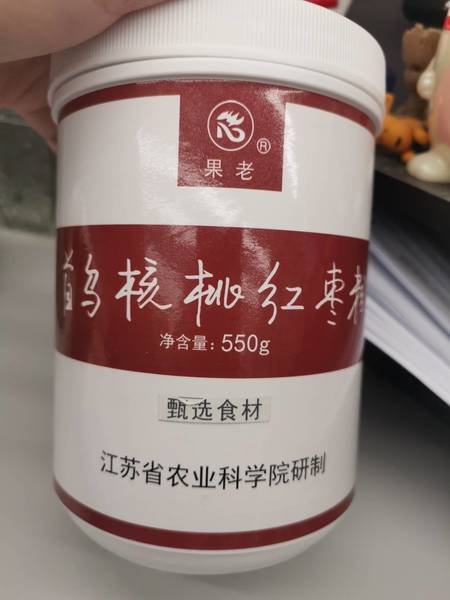 果老®
首乌核桃红枣
净含量：550g
甄选食材
江苏省农业科学院研制